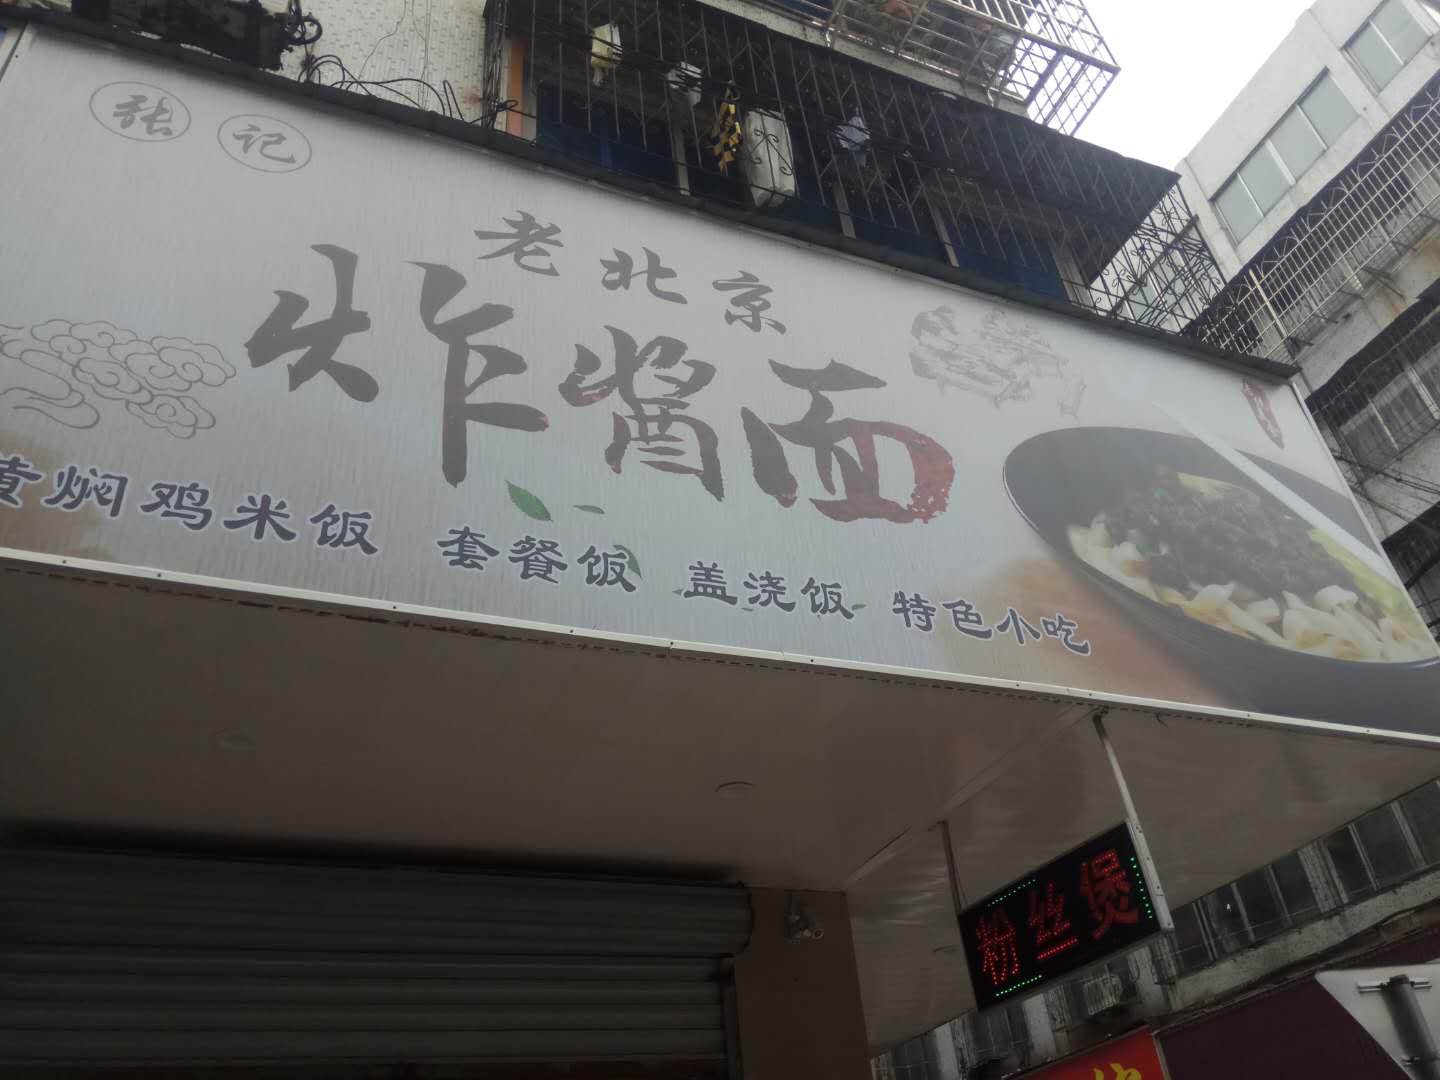 张记
老北京
炸酱面
黄焖鸡米饭 套餐饭 盖浇饭 特色小吃
粉丝煲